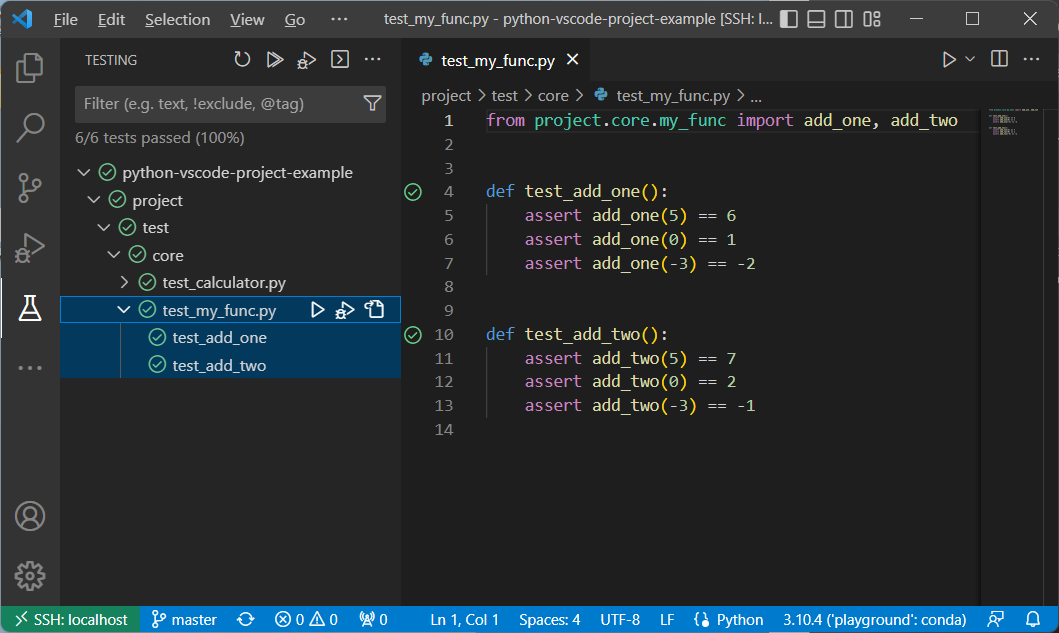 File Edit Selection View Go ··· test_my_func.py - python-vscode-project-example [SSH: l...
TESTING
test_my_func.py
Filter (e.g. text, !exclude, @tag)
project > test > core > test_my_func.py > ...
6/6 tests passed (100%)
python-vscode-project-example
project
test
core
test_calculator.py
test_my_func.py
test_add_one
test_add_two
1 from project.core.my_func import add_one, add_two
2
3
4 def test_add_one():
5 assert add_one(5) == 6
6 assert add_one(0) == 1
7 assert add_one(-3) == -2
8
9
10 def test_add_two():
11 assert add_two(5) == 7
12 assert add_two(0) == 2
13 assert add_two(-3) == -1
14
SSH: localhost master 0 0 0 Ln 1, Col 1 Spaces: 4 UTF-8 LF Python 3.10.4 ('playground': conda)